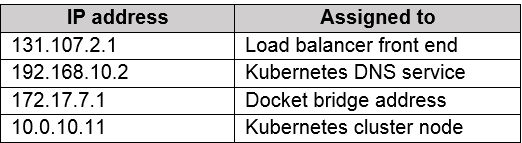 IP address Assigned to
131.107.2.1 Load balancer front end
192.168.10.2 Kubernetes DNS service
172.17.7.1 Docket bridge address
10.0.10.11 Kubernetes cluster node